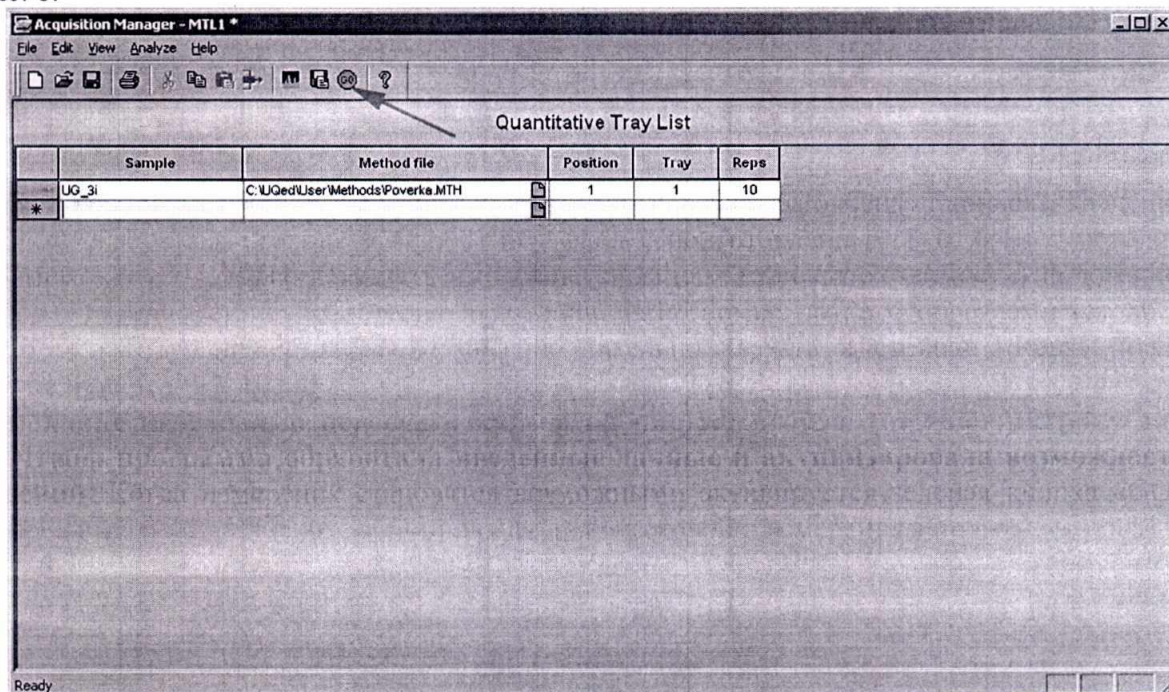 Acquisition Manager - MTL1 *
File Edit View Analyze Help
GO ?
Quantitative Tray List
Sample Method file Position Tray Reps
UG_3i C:\UQed\User\Methods\Poverka.MTH 1 1 10
*
Ready